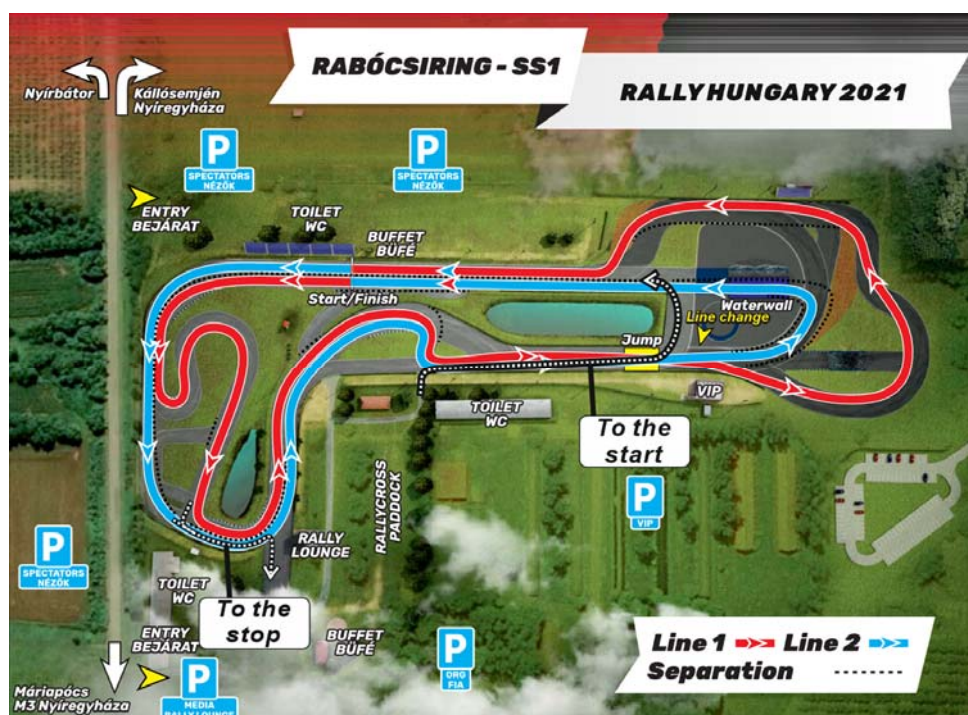 RABÓCSIRING - SS1
RALLY HUNGARY 2021
Nyírbátor
Kállósemjén
Nyíregyháza
P
SPECTATORS
NÉZŐK
P
SPECTATORS
NÉZŐK
ENTRY
BEJÁRAT
TOILET
WC
BUFFET
BÜFÉ
Start/Finish
Waterwall
Line change
Jump
VIP
TOILET
WC
To the
start
P
VIP
RALLYCROSS
PADDOCK
RALLY
LOUNGE
P
SPECTATORS
NÉZŐK
TOILET
WC
To the
stop
ENTRY
BEJÁRAT
BUFFET
BÜFÉ
P
ORG
FIA
Line 1
Line 2
Separation
Máriapócs
M3 Nyíregyháza
P
MEDIA
RALLY LOUNGE